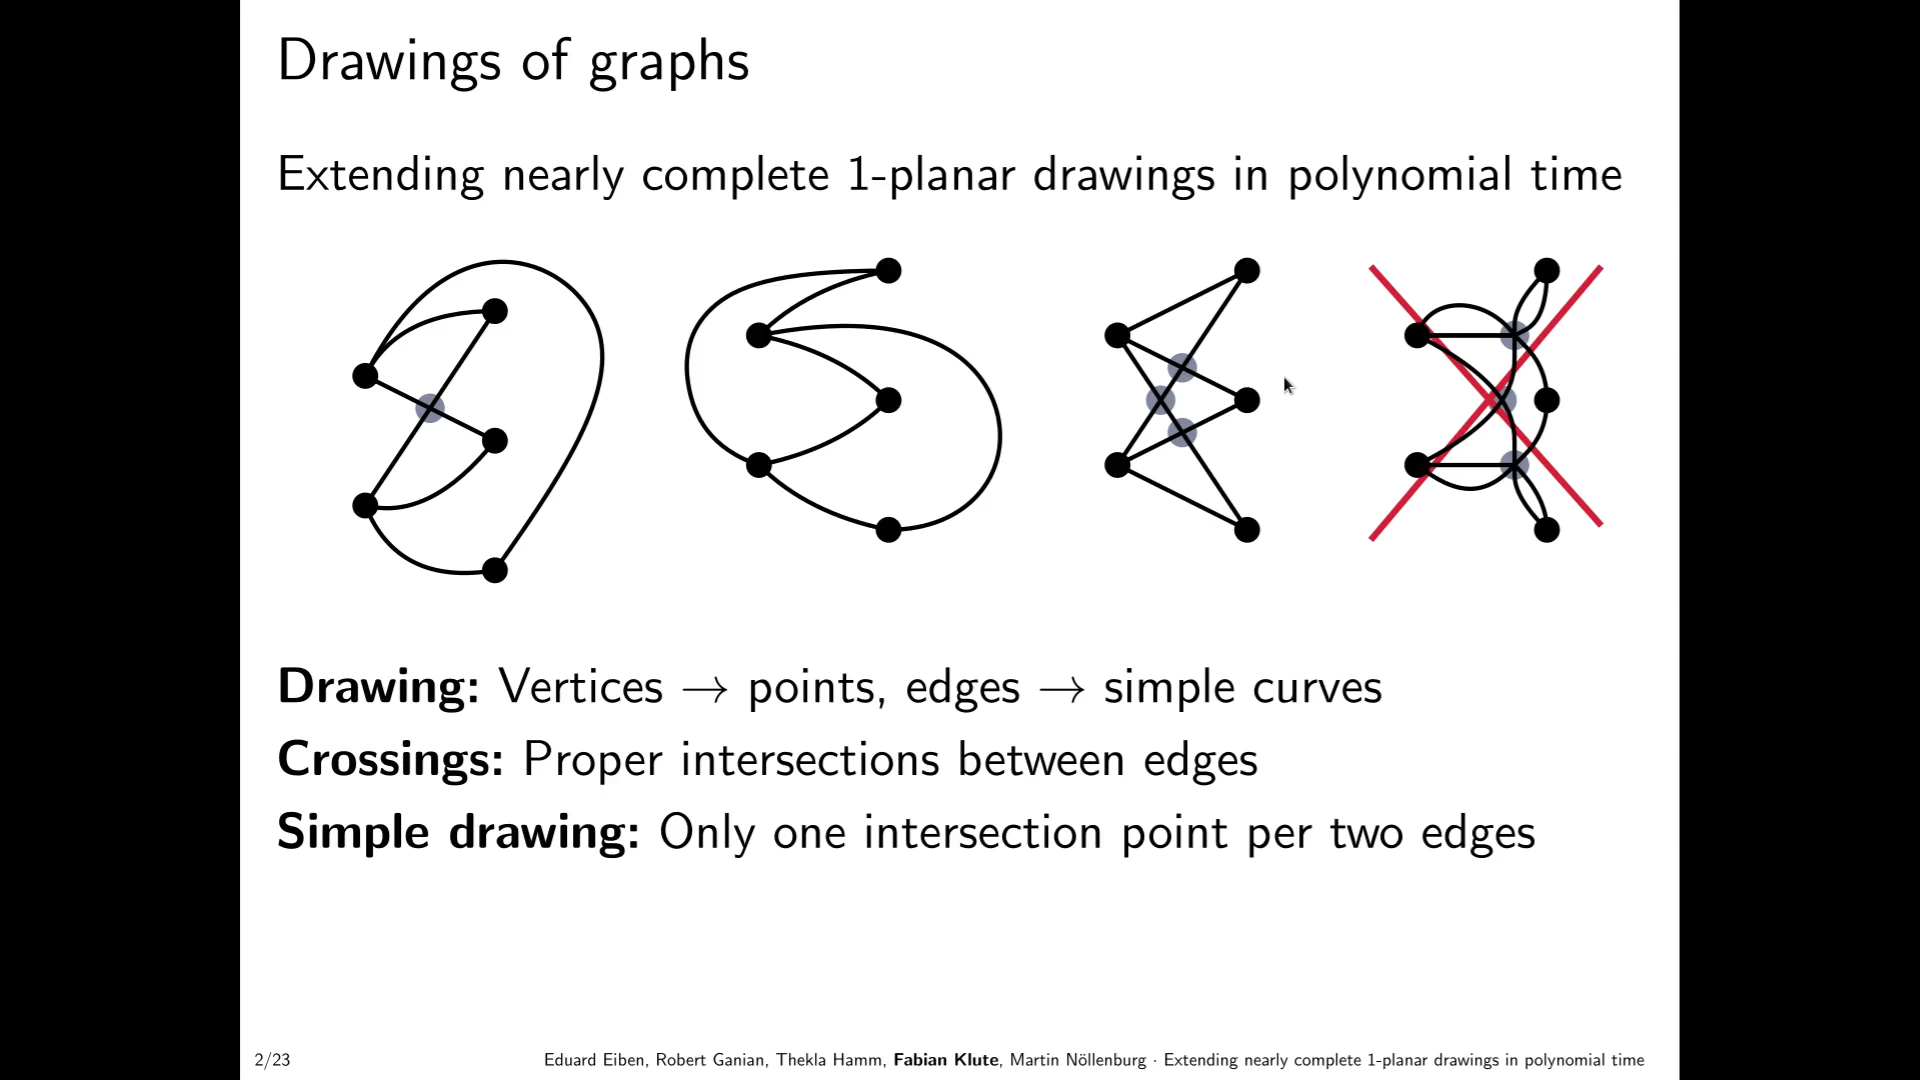 Drawings of graphs
Extending nearly complete 1-planar drawings in polynomial time
Drawing: Vertices → points, edges → simple curves
Crossings: Proper intersections between edges
Simple drawing: Only one intersection point per two edges
2/23
Eduard Eiben, Robert Ganian, Thekla Hamm, Fabian Klute, Martin Nöllenburg · Extending nearly complete 1-planar drawings in polynomial time